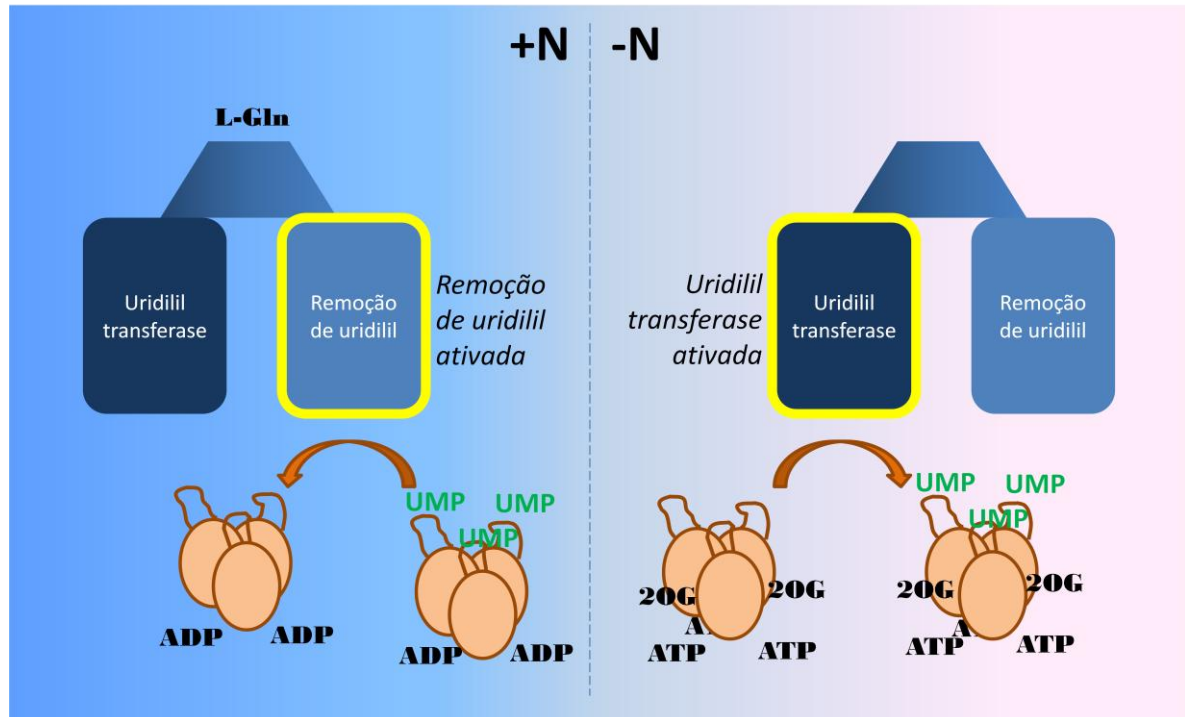 +N
-N
L-Gln
Uridilil
transferase
Remoção
de uridilil
Remoção
de uridilil
ativada
Uridilil
transferase
ativada
Uridilil
transferase
Remoção
de uridilil
UMP
UMP
UMP
ADP
ADP
ADP
ADP
2OG
2OG
ATP
ATP
UMP
UMP
UMP
2OG
2OG
ATP
ATP